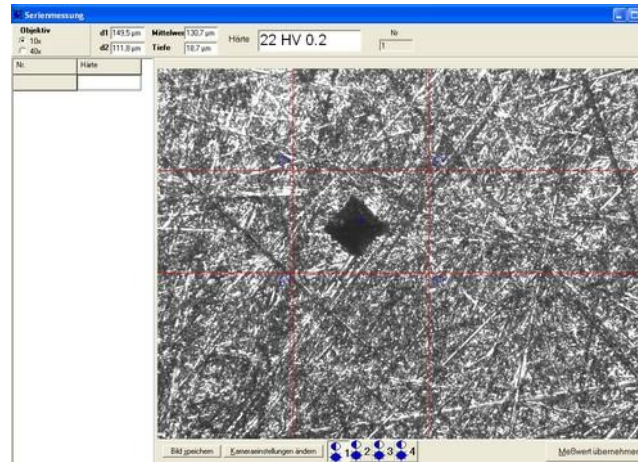 Serienmessung
Objektiv
10x
40x
d1 149,5 µm
d2 111,8 µm
Mittelwer 130,7 µm
Tiefe 18,7 µm
Härte 22 HV 0.2
Nr
1
Nr. Härte
Bild speichern Kameraeinstellungen ändern 1 2 3 4 Meßwert übernehmen